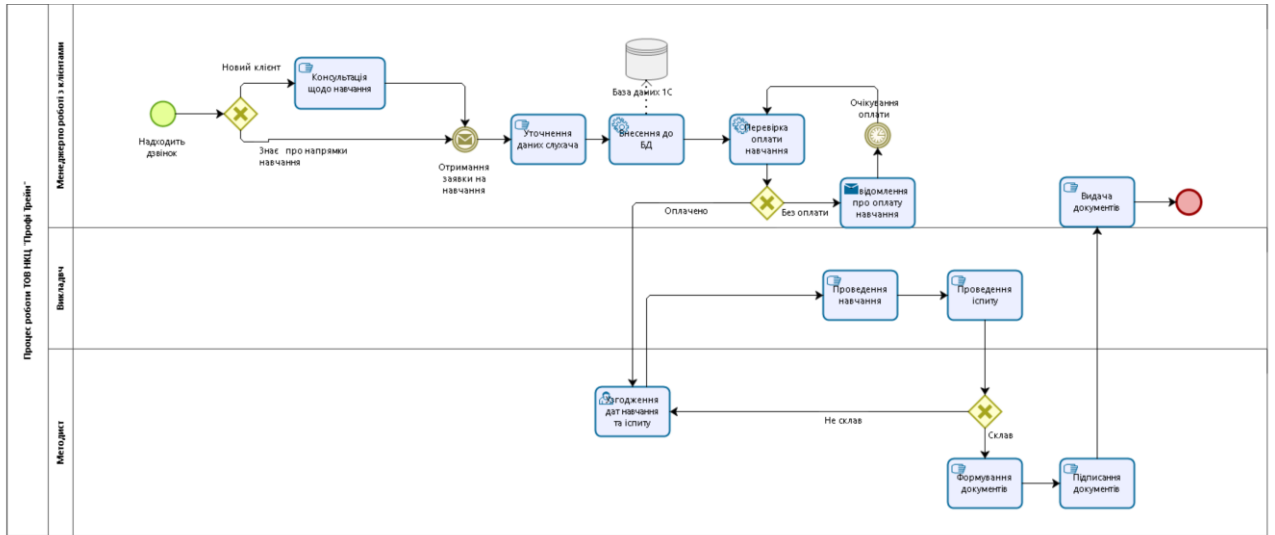 Процес роботи ТОВ НКЦ "Профі Трейн"
Менеджер по роботі з клієнтами
Надходить
дзвінок
Новий клієнт
Консультація
щодо навчання
Знає про напрямки
навчання
Отримання
заявки на
навчання
Уточнення
даних слухача
База даних 1С
Внесення до
БД
Перевірка
оплати
навчання
Очікування
оплати
Оплачено
Без оплати
відомлення
про оплату
навчання
Видача
документів
Викладвч
Проведення
навчання
Проведення
іспиту
Методист
згодження
дат навчання
та іспиту
Не склав
Склав
Формування
документів
Підписання
документів